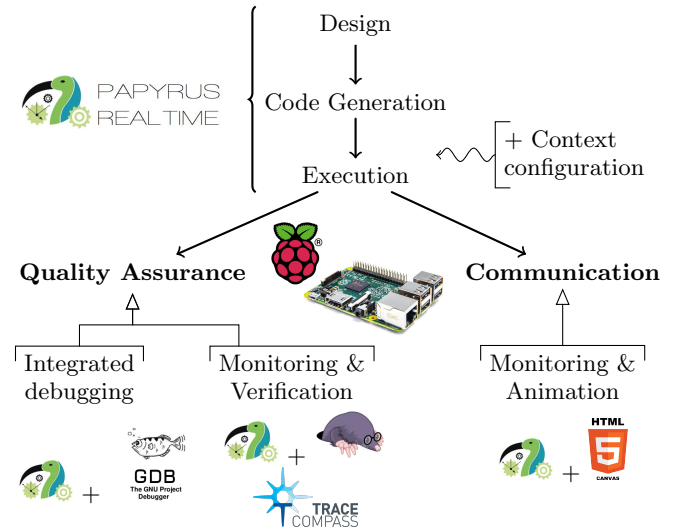 Design
PAPYRUS
REALTIME
Code Generation
+ Context
configuration
Execution
®
Quality Assurance
Communication
Integrated
debugging
Monitoring &
Verification
Monitoring &
Animation
HTML
5
CANVAS
GDB
The GNU Project
Debugger
+
+
+
TRACE
COMPASS